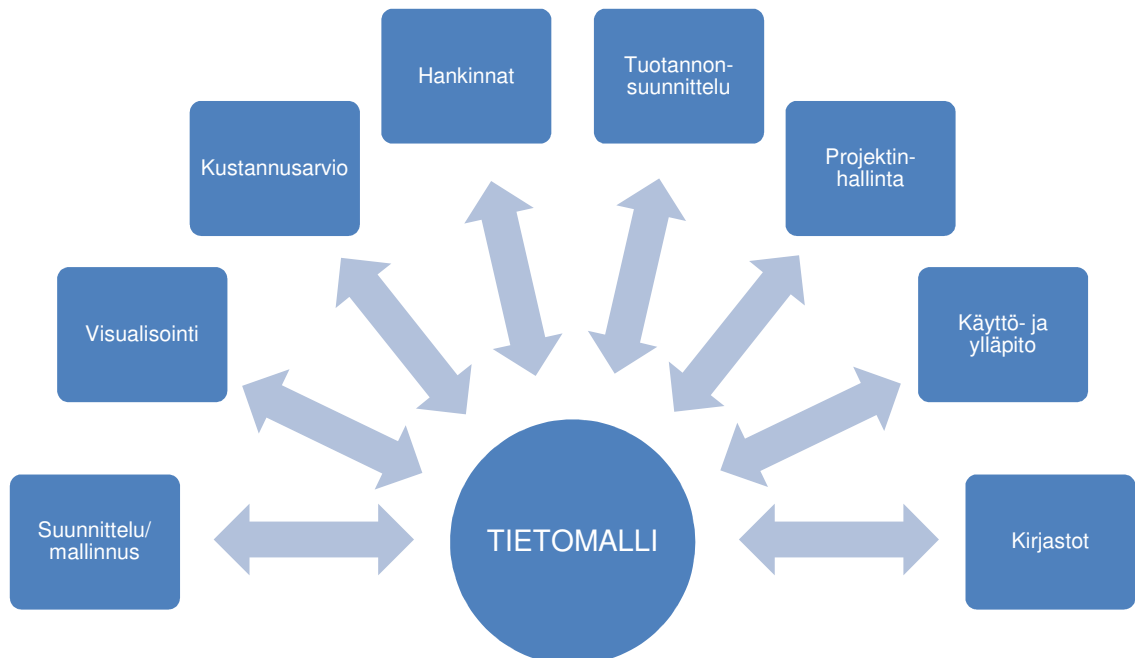 Hankinnat
Tuotannon-
suunnittelu
Kustannusarvio
Projektin-
hallinta
Visualisointi
Käyttö- ja
ylläpito
Suunnittelu/
mallinnus
TIETOMALLI
Kirjastot